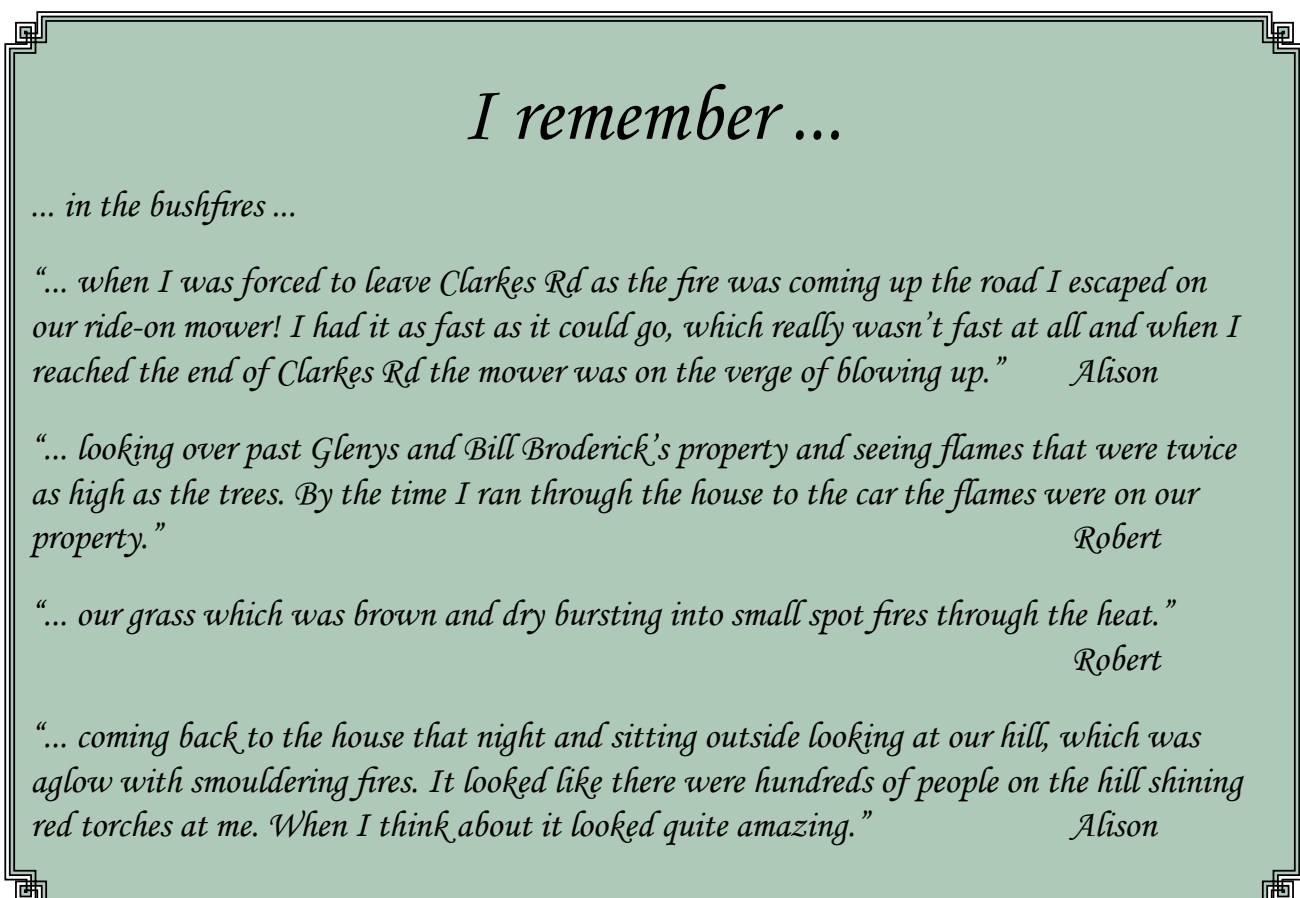 I remember ...
... in the bushfires ...
“... when I was forced to leave Clarkes Rd as the fire was coming up the road I escaped on
our ride-on mower! I had it as fast as it could go, which really wasn’t fast at all and when I
reached the end of Clarkes Rd the mower was on the verge of blowing up.” Alison
“... looking over past Glenys and Bill Broderick’s property and seeing flames that were twice
as high as the trees. By the time I ran through the house to the car the flames were on our
property.” Robert
“... our grass which was brown and dry bursting into small spot fires through the heat.”
Robert
“... coming back to the house that night and sitting outside looking at our hill, which was
aglow with smouldering fires. It looked like there were hundreds of people on the hill shining
red torches at me. When I think about it looked quite amazing.” Alison